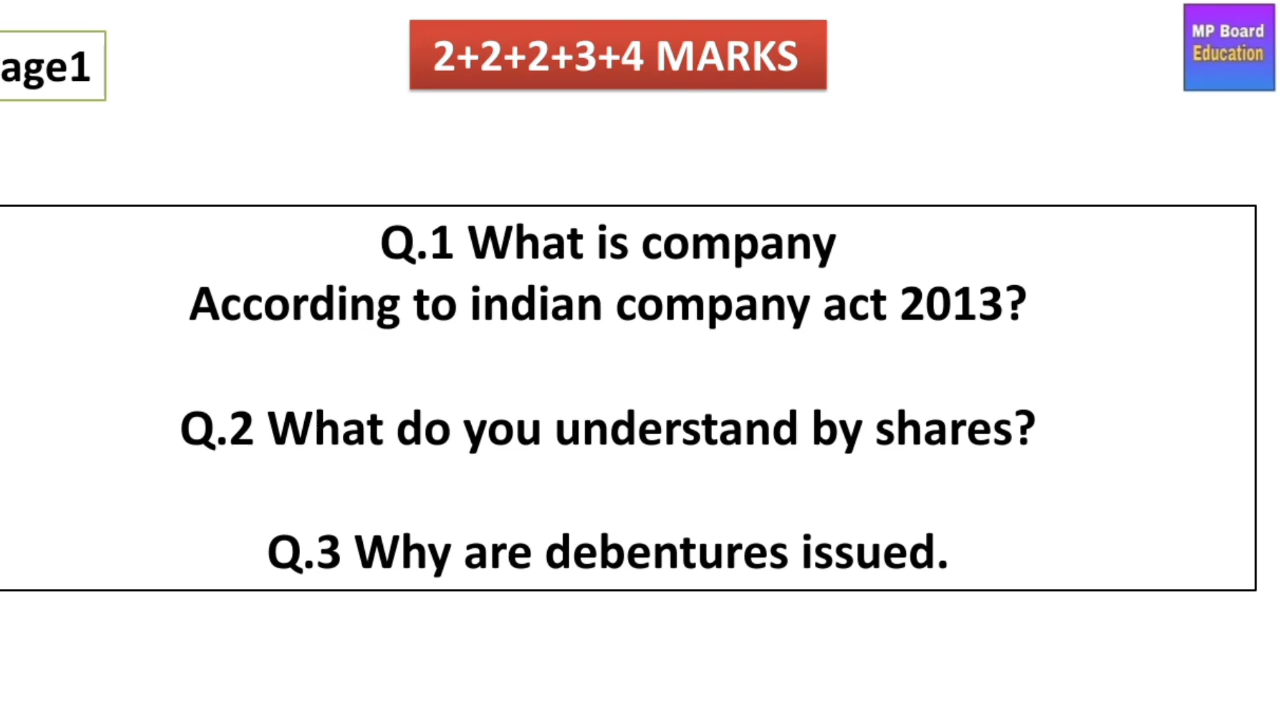 age1
2+2+2+3+4 MARKS
MP Board
Education
Q.1 What is company
According to indian company act 2013?
Q.2 What do you understand by shares?
Q.3 Why are debentures issued.